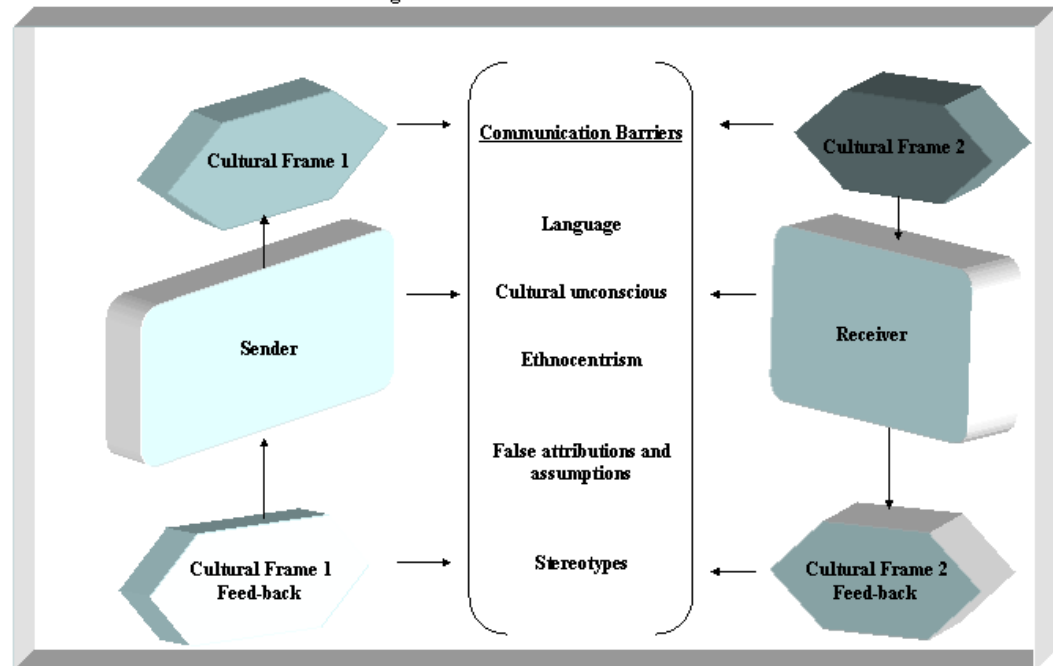 Communication Barriers
Cultural Frame 1
Cultural Frame 2
Language
Cultural unconscious
Sender
Receiver
Ethnocentrism
False attributions and
assumptions
Stereotypes
Cultural Frame 1
Feed-back
Cultural Frame 2
Feed-back